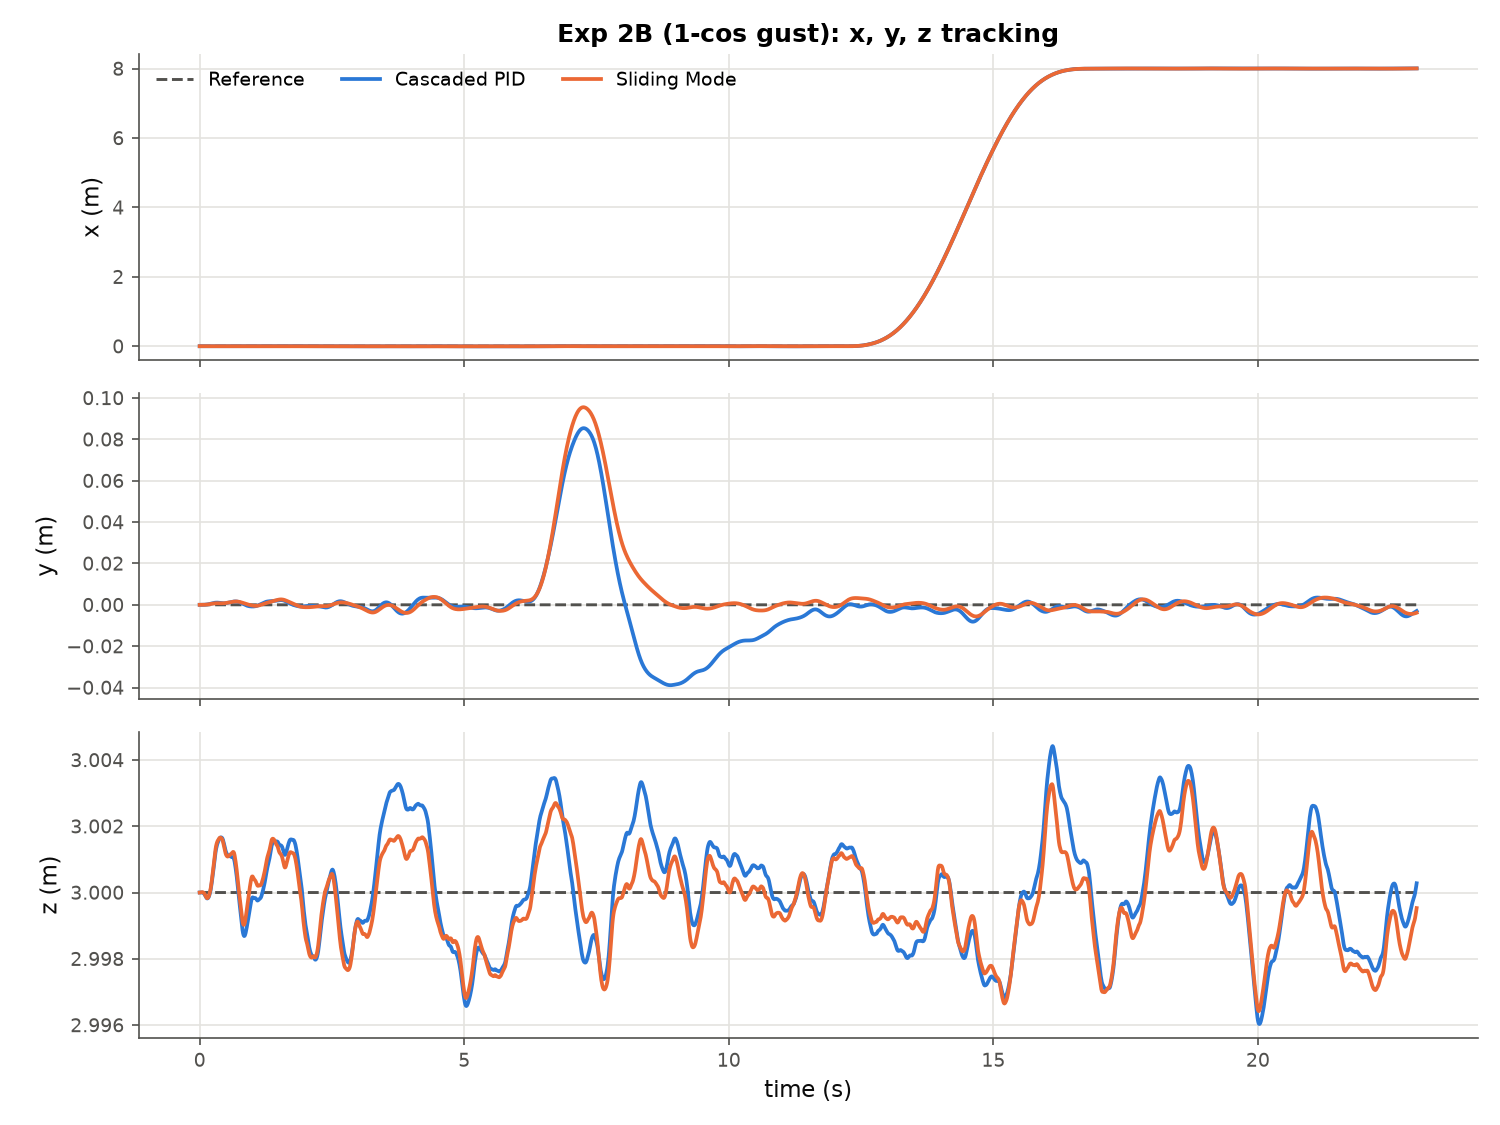 Exp 2B (1-cos gust): x, y, z tracking
Reference Cascaded PID Sliding Mode
x (m)
8
6
4
2
0
y (m)
0.10
0.08
0.06
0.04
0.02
0.00
−0.02
−0.04
z (m)
3.004
3.002
3.000
2.998
2.996
0 5 10 15 20
time (s)